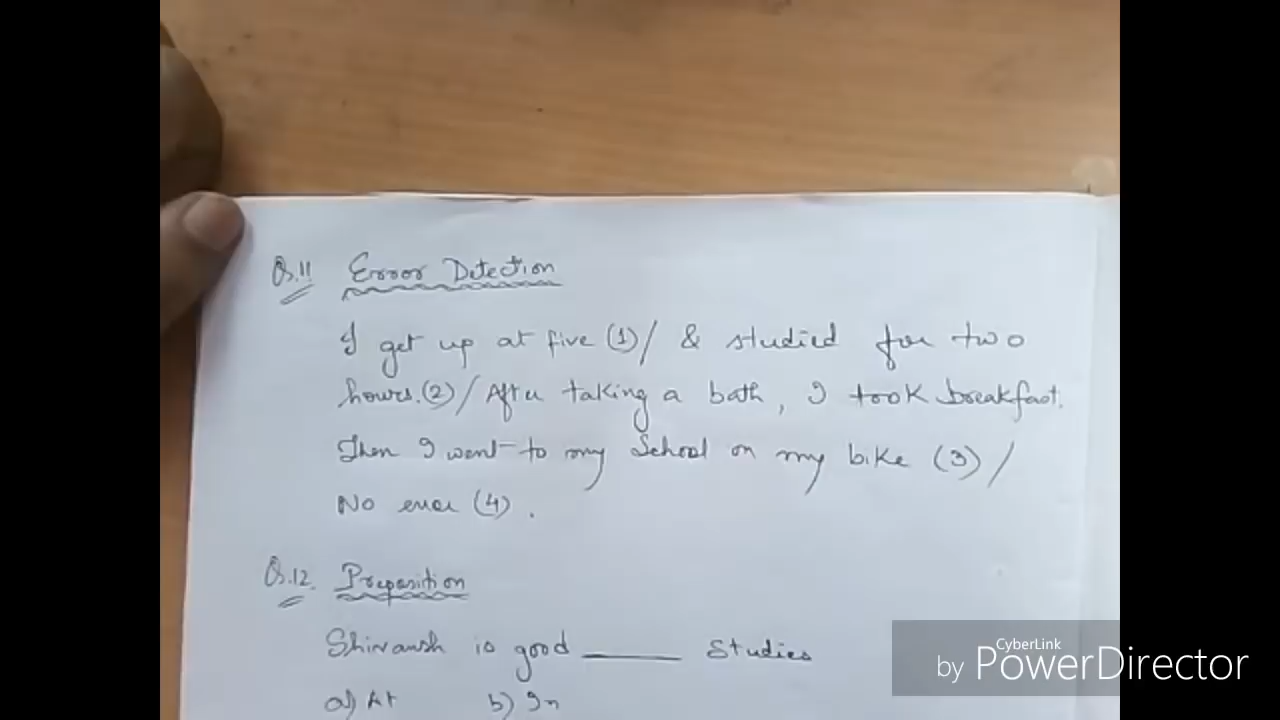 Q.11 Error Detection
I get up at five (1)/ & studied for two
hours.(2)/ After taking a bath, I took breakfast.
Then I went to my School on my bike (3)/
No error (4).
Q.12. Preposition
Shivansh is good ______ Studies
a) At b) In
CyberLink
by PowerDirector